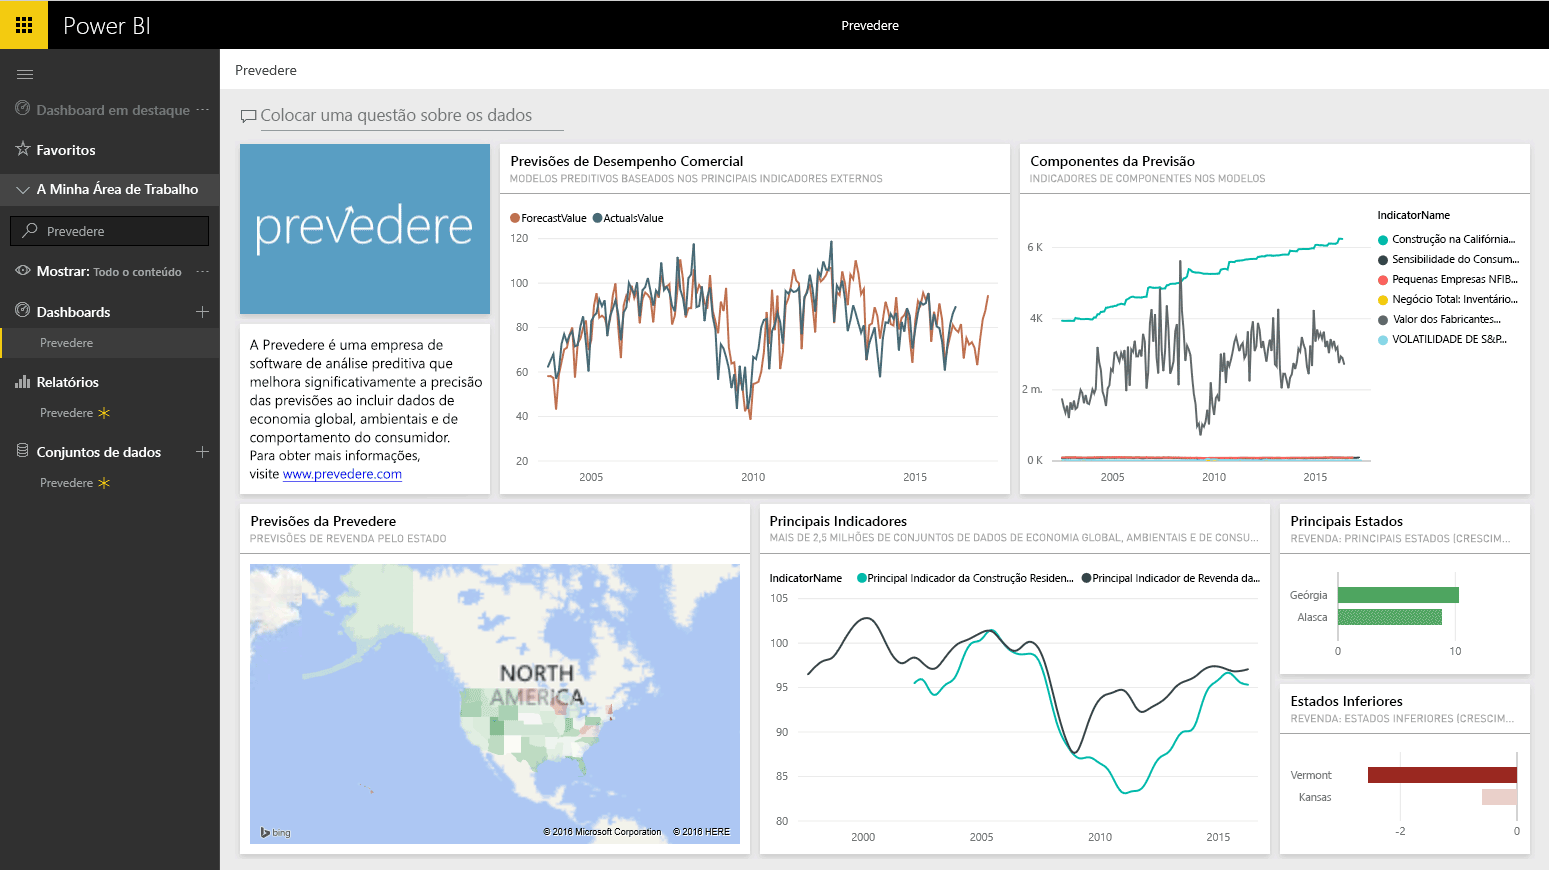 Power BI
Prevedere
Prevedere
Dashboard em destaque ...
Favoritos
A Minha Área de Trabalho
Prevedere
Mostrar: Todo o conteúdo ...
Dashboards
Prevedere
Relatórios
Prevedere
Conjuntos de dados
Prevedere
Colocar uma questão sobre os dados
prevedere
A Prevedere é uma empresa de
software de análise preditiva que
melhora significativamente a precisão
das previsões ao incluir dados de
economia global, ambientais e de
comportamento do consumidor.
Para obter mais informações,
visite www.prevedere.com
Previsões de Desempenho Comercial
MODELOS PREDITIVOS BASEADOS NOS PRINCIPAIS INDICADORES EXTERNOS
ForecastValue ActualsValue
120
100
80
60
40
20
2005 2010 2015
Componentes da Previsão
INDICADORES DE COMPONENTES NOS MODELOS
IndicatorName
Construção na Califórnia...
Sensibilidade do Consum...
Pequenas Empresas NFIB...
Negócio Total: Inventário...
Valor dos Fabricantes...
VOLATILIDADE DE S&P...
6 K
4K
2 m.
0 K
2005 2010 2015
Previsões da Prevedere
PREVISÕES DE REVENDA PELO ESTADO
NORTH
AMERICA
bing
© 2016 Microsoft Corporation © 2016 HERE
Principais Indicadores
MAIS DE 2,5 MILHÕES DE CONJUNTOS DE DADOS DE ECONOMIA GLOBAL, AMBIENTAIS E DE CONSU...
IndicatorName Principal Indicador da Construção Residen... Principal Indicador de Revenda da...
105
100
95
90
85
80
2000 2005 2010 2015
Principais Estados
REVENDA: PRINCIPAIS ESTADOS (CRESCIM...
Geórgia
Alasca
0 10
Estados Inferiores
REVENDA: ESTADOS INFERIORES (CRESCIM...
Vermont
Kansas
-2 0